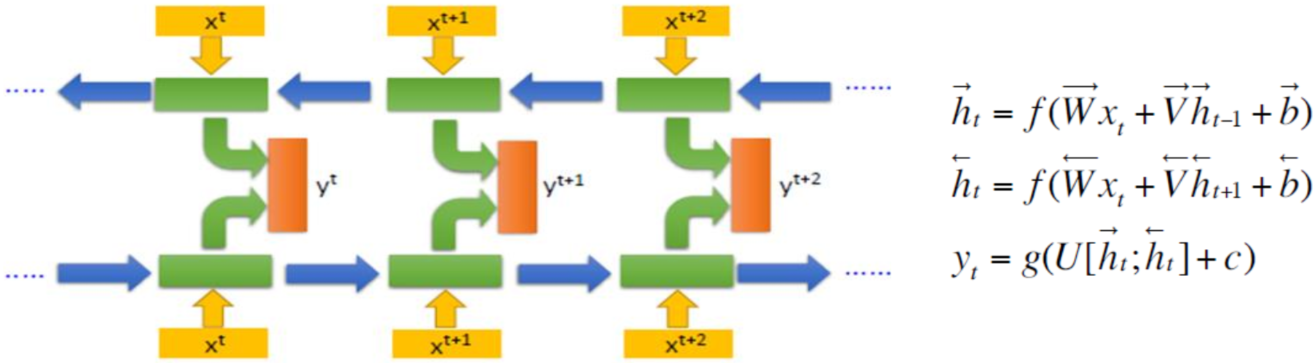 x^t x^{t+1} x^{t+2}
..... .....
y^t y^{t+1} y^{t+2}
..... .....
x^t x^{t+1} x^{t+2}
\overrightarrow{h}_t = f(\overrightarrow{W}x_t + \overrightarrow{V}\overrightarrow{h}_{t-1} + \overrightarrow{b})
\overleftarrow{h}_t = f(\overleftarrow{W}x_t + \overleftarrow{V}\overleftarrow{h}_{t+1} + \overleftarrow{b})
y_t = g(U[\overrightarrow{h}_t;\overleftarrow{h}_t] + c)